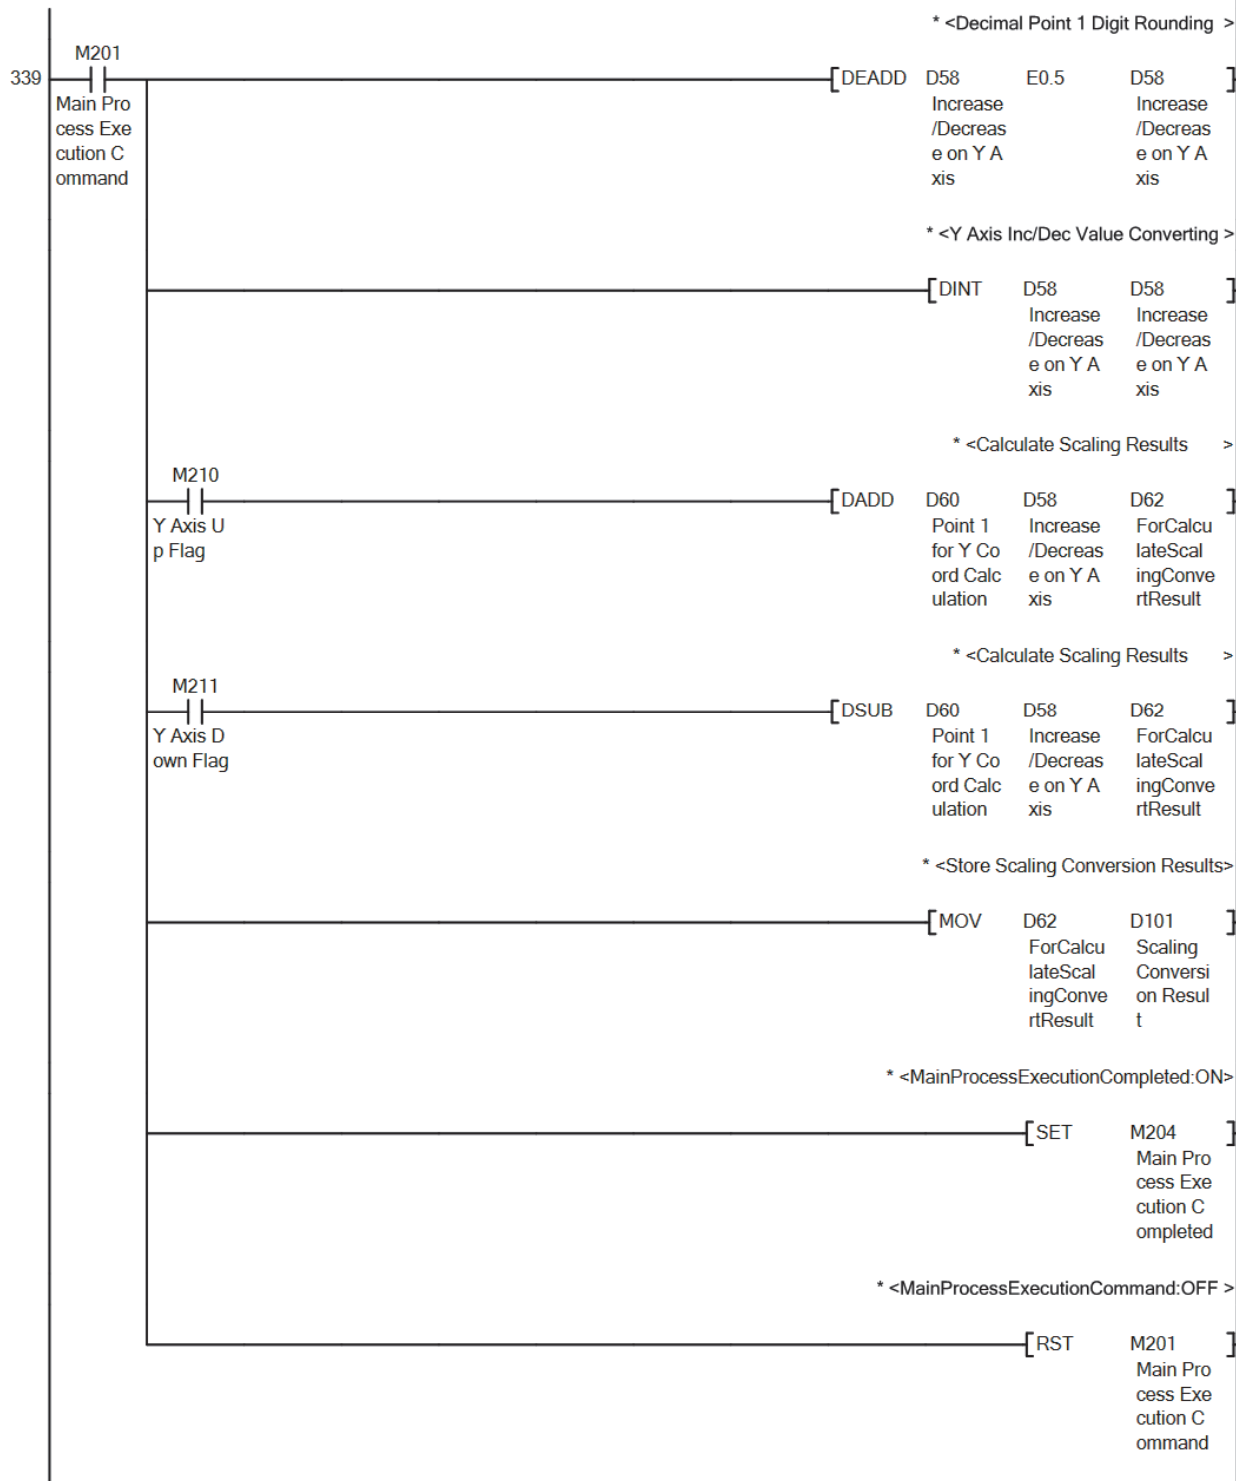 * <Decimal Point 1 Digit Rounding >
M201
339 [DEADD D58 E0.5 D58 ]
Main Pro Increase Increase
cess Exe /Decreas /Decreas
cution C e on Y A e on Y A
ommand xis xis
* <Y Axis Inc/Dec Value Converting >
[DINT D58 D58 ]
Increase Increase
/Decreas /Decreas
e on Y A e on Y A
xis xis
* <Calculate Scaling Results >
M210
[DADD D60 D58 D62 ]
Y Axis U Point 1 Increase ForCalcu
p Flag for Y Co /Decreas lateScal
ord Calc e on Y A ingConve
ulation xis rtResult
* <Calculate Scaling Results >
M211
[DSUB D60 D58 D62 ]
Y Axis D Point 1 Increase ForCalcu
own Flag for Y Co /Decreas lateScal
ord Calc e on Y A ingConve
ulation xis rtResult
* <Store Scaling Conversion Results>
[MOV D62 D101 ]
ForCalcu Scaling
lateScal Conversi
ingConve on Resul
rtResult t
* <MainProcessExecutionCompleted:ON>
[SET M204 ]
Main Pro
cess Exe
cution C
ompleted
* <MainProcessExecutionCommand:OFF >
[RST M201 ]
Main Pro
cess Exe
cution C
ommand